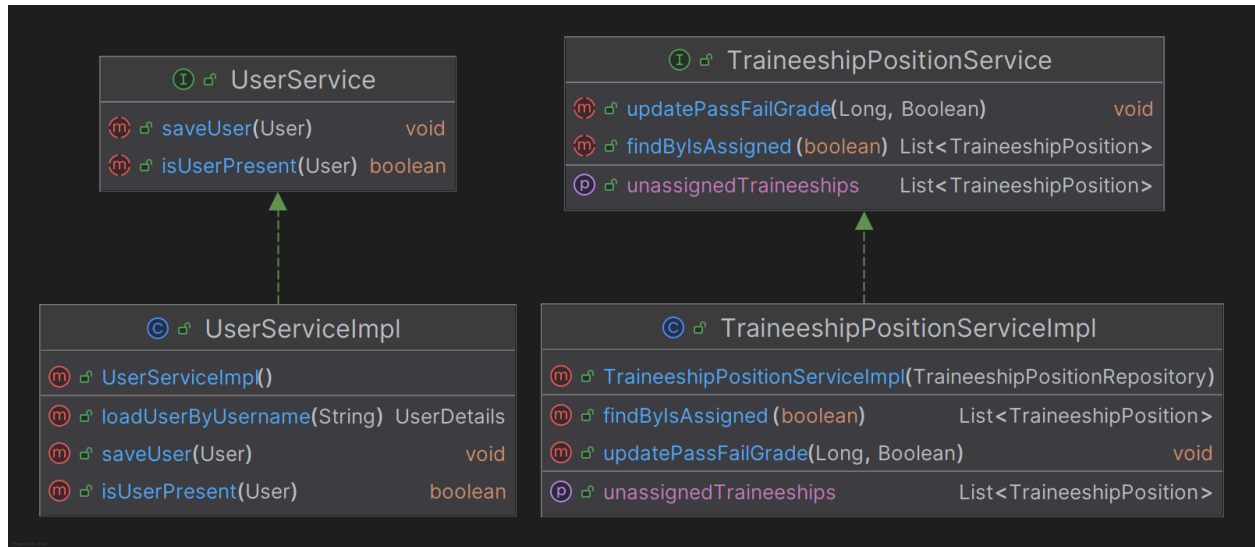 UserService
saveUser(User) void
isUserPresent(User) boolean
TraineeshipPositionService
updatePassFailGrade(Long, Boolean) void
findByIsAssigned(boolean) List<TraineeshipPosition>
unassignedTraineeships List<TraineeshipPosition>
UserServiceImpl
UserServiceImpl()
loadUserByUsername(String) UserDetails
saveUser(User) void
isUserPresent(User) boolean
TraineeshipPositionServiceImpl
TraineeshipPositionServiceImpl(TraineeshipPositionRepository)
findByIsAssigned(boolean) List<TraineeshipPosition>
updatePassFailGrade(Long, Boolean) void
unassignedTraineeships List<TraineeshipPosition>